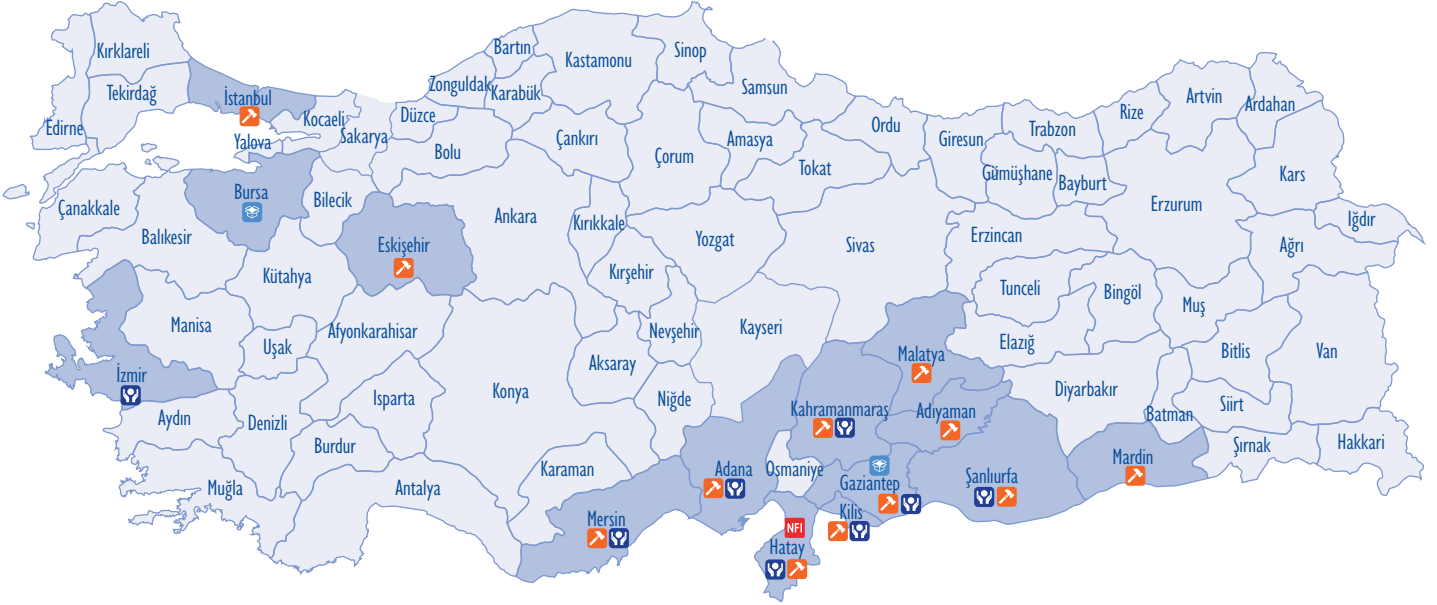 Kırklareli
Tekirdağ
Edirne
İstanbul
Kocaeli
Yalova
Sakarya
Düzce
Zonguldak
Bartın
Karabük
Kastamonu
Sinop
Samsun
Bolu
Çankırı
Çorum
Amasya
Tokat
Ordu
Giresun
Trabzon
Rize
Artvin
Ardahan
Gümüşhane
Bayburt
Erzurum
Kars
Iğdır
Ağrı
Çanakkale
Balıkesir
Bursa
Bilecik
Eskişehir
Kütahya
Ankara
Kırıkkale
Kırşehir
Yozgat
Sivas
Erzincan
Tunceli
Bingöl
Muş
Bitlis
Van
Manisa
Uşak
Afyonkarahisar
İzmir
Aydın
Denizli
Isparta
Burdur
Muğla
Antalya
Konya
Aksaray
Nevşehir
Niğde
Kayseri
Karaman
Mersin
Adana
Osmaniye
Kahramanmaraş
Malatya
Elazığ
Adıyaman
Diyarbakır
Batman
Siirt
Şırnak
Hakkari
Mardin
Şanlıurfa
Gaziantep
Kilis
NFI
Hatay